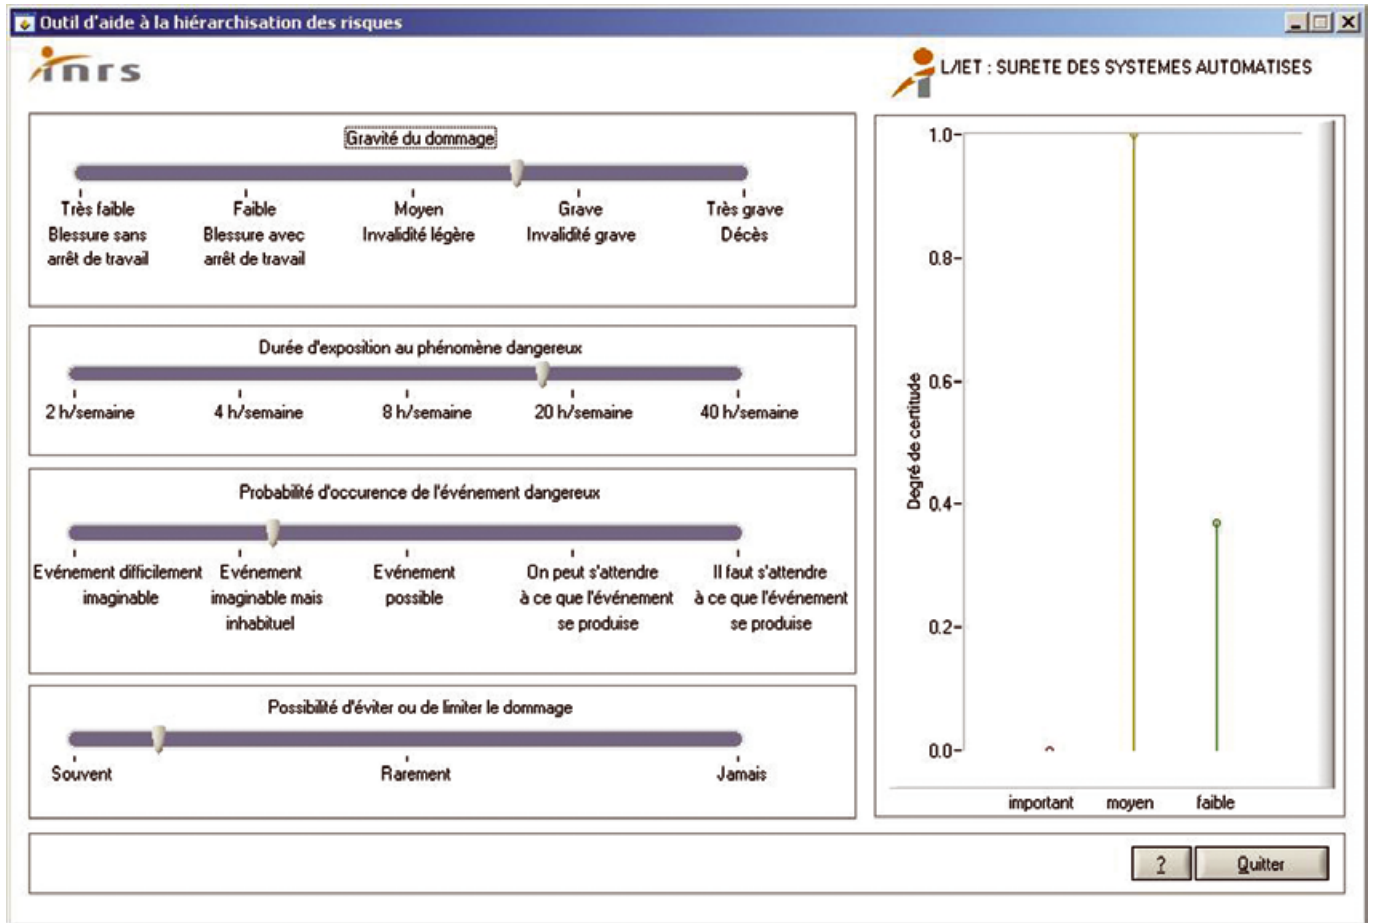 Outil d'aide à la hiérarchisation des risques
inrs
L/IET : SURETE DES SYSTEMES AUTOMATISES
Gravité du dommage
Très faible Faible Moyen Grave Très grave
Blessure sans Blessure avec Invalidité légère Invalidité grave Décès
arrêt de travail arrêt de travail
Durée d'exposition au phénomène dangereux
2 h/semaine 4 h/semaine 8 h/semaine 20 h/semaine 40 h/semaine
Probabilité d'occurence de l'événement dangereux
Evénement difficilement Evénement Evénement On peut s'attendre Il faut s'attendre
imaginable imaginable mais possible à ce que l'événement à ce que l'événement
inhabituel se produise se produise
Possibilité d'éviter ou de limiter le dommage
Souvent Rarement Jamais
1.0
0.8
0.6
0.4
0.2
0.0
Degré de certitude
important moyen faible
? Quitter